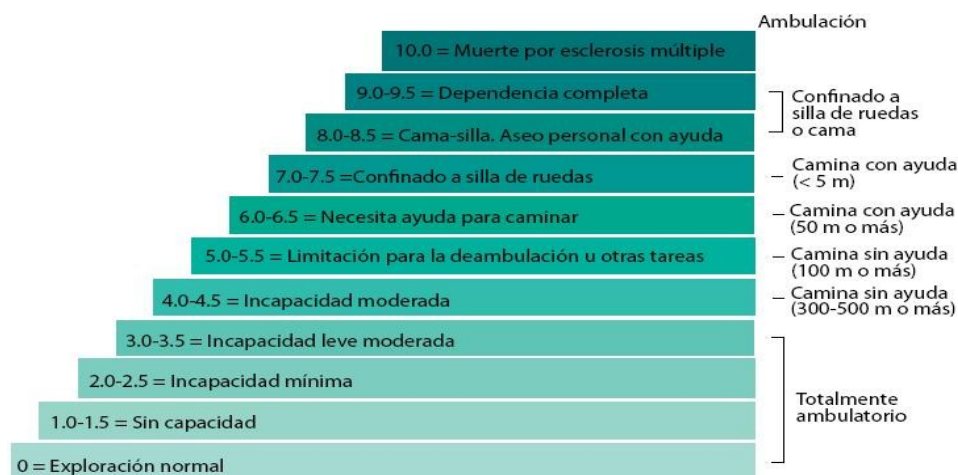 Ambulación
10.0 = Muerte por esclerosis múltiple
9.0-9.5 = Dependencia completa
8.0-8.5 = Cama-silla. Aseo personal con ayuda
Confinado a
silla de ruedas
o cama
7.0-7.5 =Confinado a silla de ruedas
Camina con ayuda
(< 5 m)
6.0-6.5 = Necesita ayuda para caminar
Camina con ayuda
(50 m o más)
5.0-5.5 = Limitación para la deambulación u otras tareas
Camina sin ayuda
(100 m o más)
4.0-4.5 = Incapacidad moderada
Camina sin ayuda
(300-500 m o más)
3.0-3.5 = Incapacidad leve moderada
2.0-2.5 = Incapacidad mínima
1.0-1.5 = Sin capacidad
0 = Exploración normal
Totalmente
ambulatorio